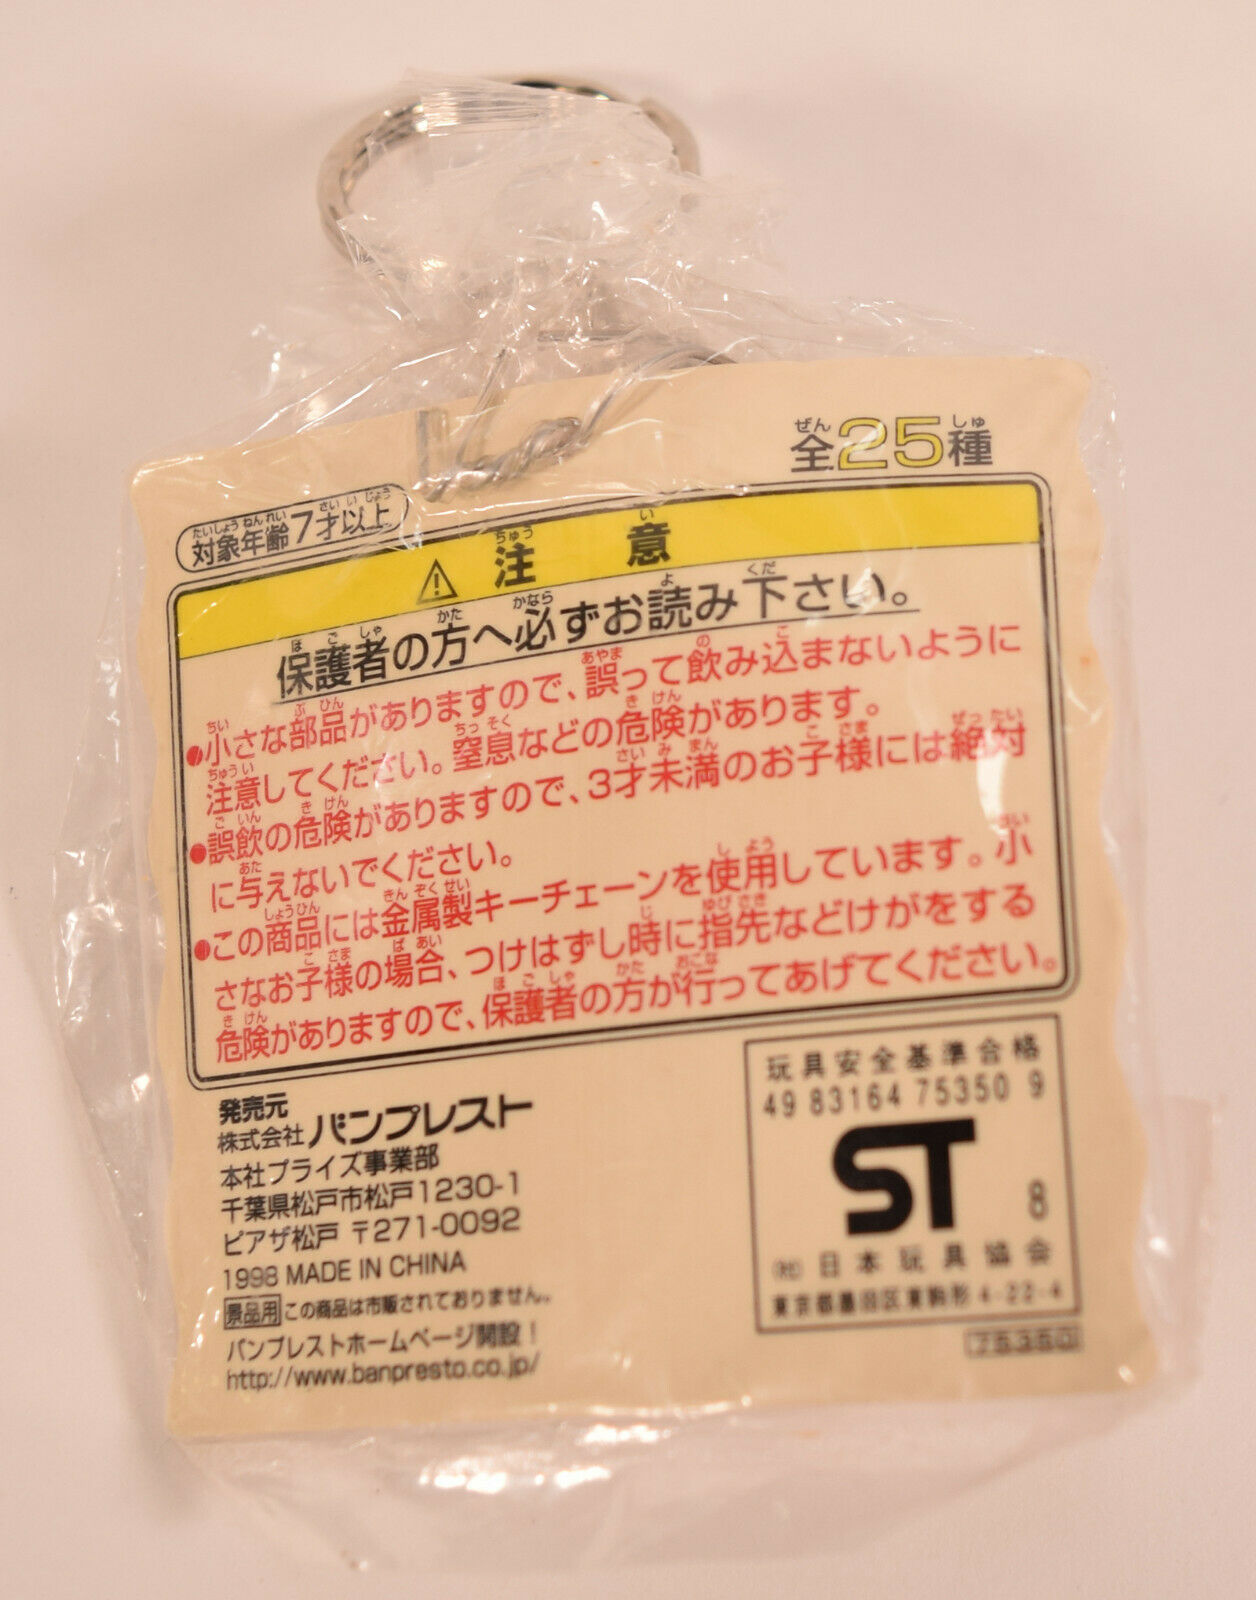 全25種
対象年齢7才以上
⚠ 注意
保護者の方へ必ずお読み下さい。
●小さな部品がありますので、誤って飲み込まないように
注意してください。窒息などの危険があります。
●誤飲の危険がありますので、3才未満のお子様には絶対
に与えないでください。
●この商品には金属製キーチェーンを使用しています。小
さなお子様の場合、つけはずし時に指先などけがをする
危険がありますので、保護者の方が行ってあげてください。
発売元
株式会社 バンプレスト
本社プライズ事業部
千葉県松戸市松戸1230-1
ピアザ松戸 〒271-0092
1998 MADE IN CHINA
景品用 この商品は市販されておりません。
バンプレストホームページ開設!
http://www.banpresto.co.jp/
玩具安全基準合格
49 83164 75350 9
ST 8
(社)日本玩具協会
東京都墨田区東駒形4-22-4
75350